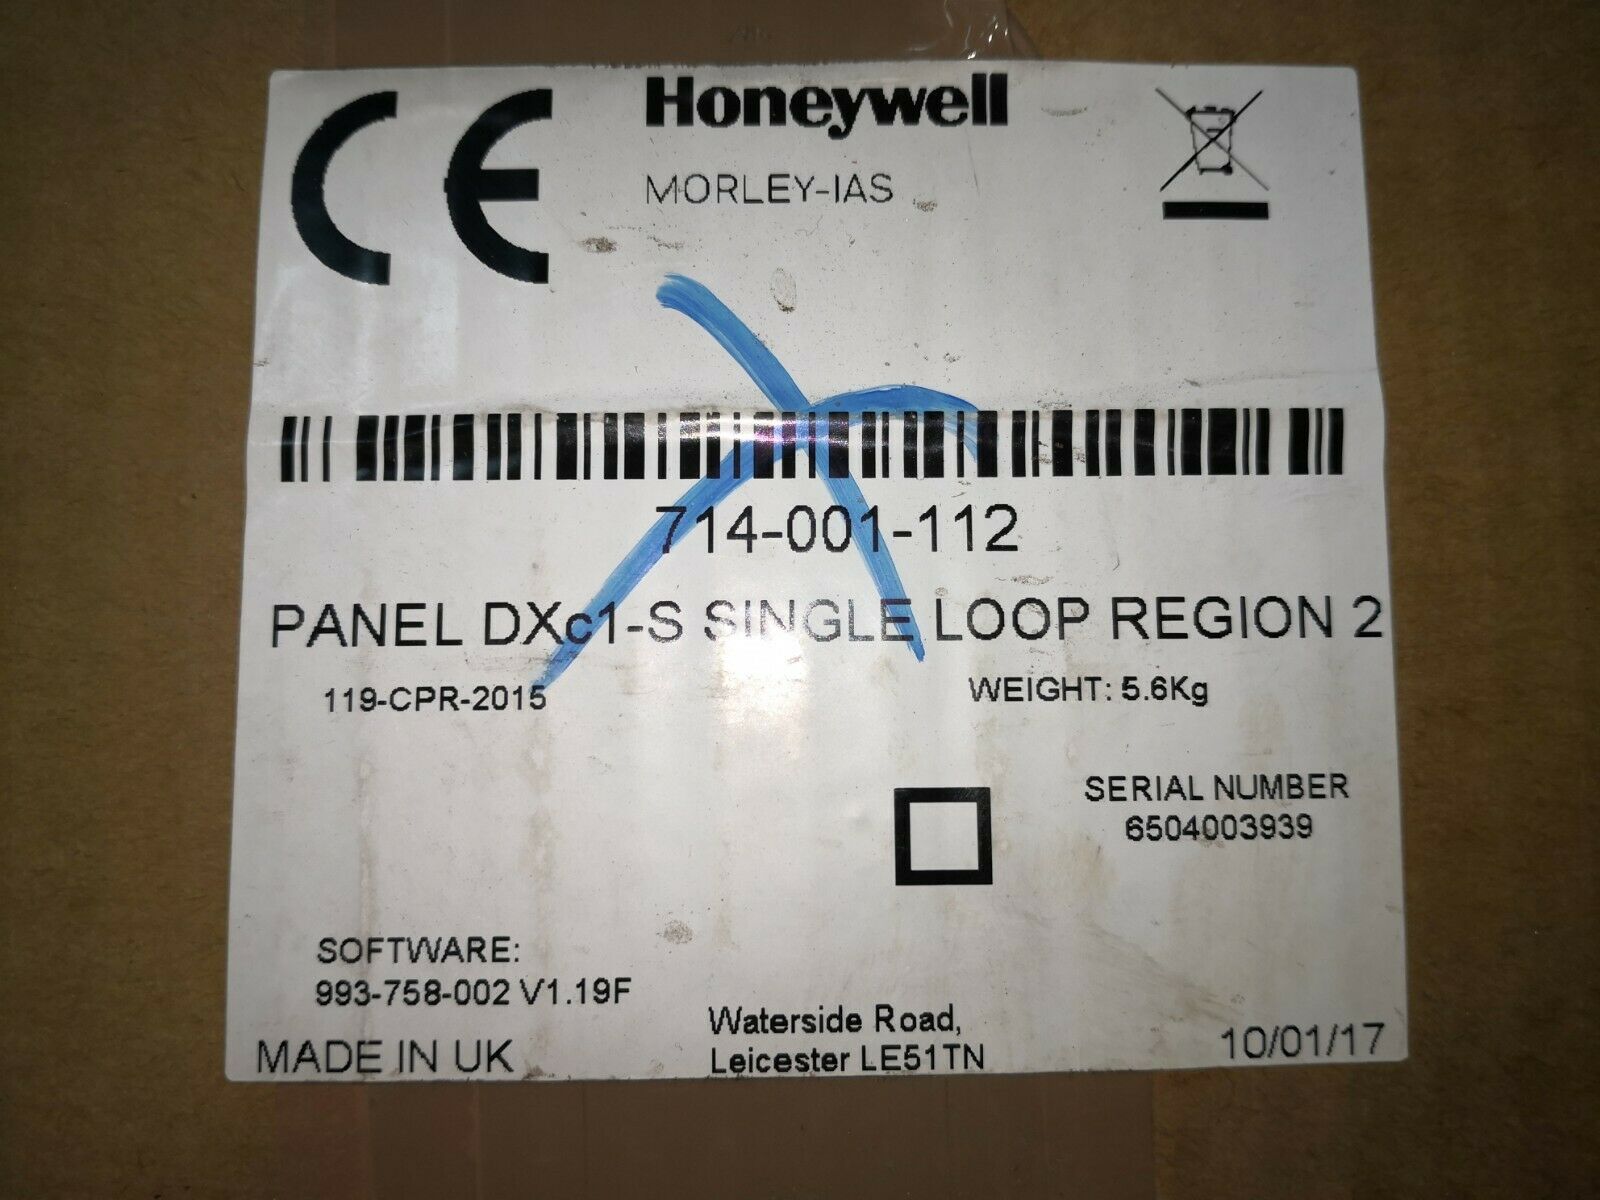 Honeywell
MORLEY-IAS
714-001-112
PANEL DXc1-S SINGLE LOOP REGION 2
119-CPR-2015
WEIGHT: 5.6Kg
SERIAL NUMBER
6504003939
SOFTWARE:
993-758-002 V1.19F
MADE IN UK
Waterside Road,
Leicester LE51TN
10/01/17